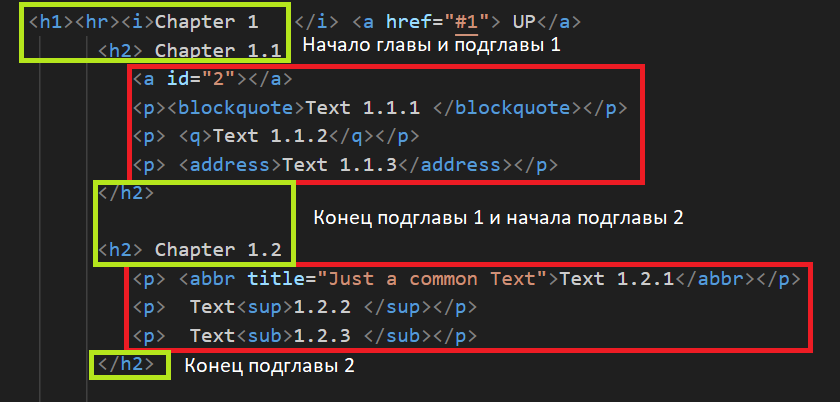 <h1><hr><i>Chapter 1   </i> <a href="#1"> UP</a>
<h2> Chapter 1.1 Начало главы и подглавы 1
<a id="2"></a>
<p><blockquote>Text 1.1.1 </blockquote></p>
<p> <q>Text 1.1.2</q></p>
<p> <address>Text 1.1.3</address></p>
</h2>
Конец подглавы 1 и начала подглавы 2
<h2> Chapter 1.2
<p> <abbr title="Just a common Text">Text 1.2.1</abbr></p>
<p>  Text<sup>1.2.2 </sup></p>
<p>  Text<sub>1.2.3 </sub></p>
</h2> Конец подглавы 2